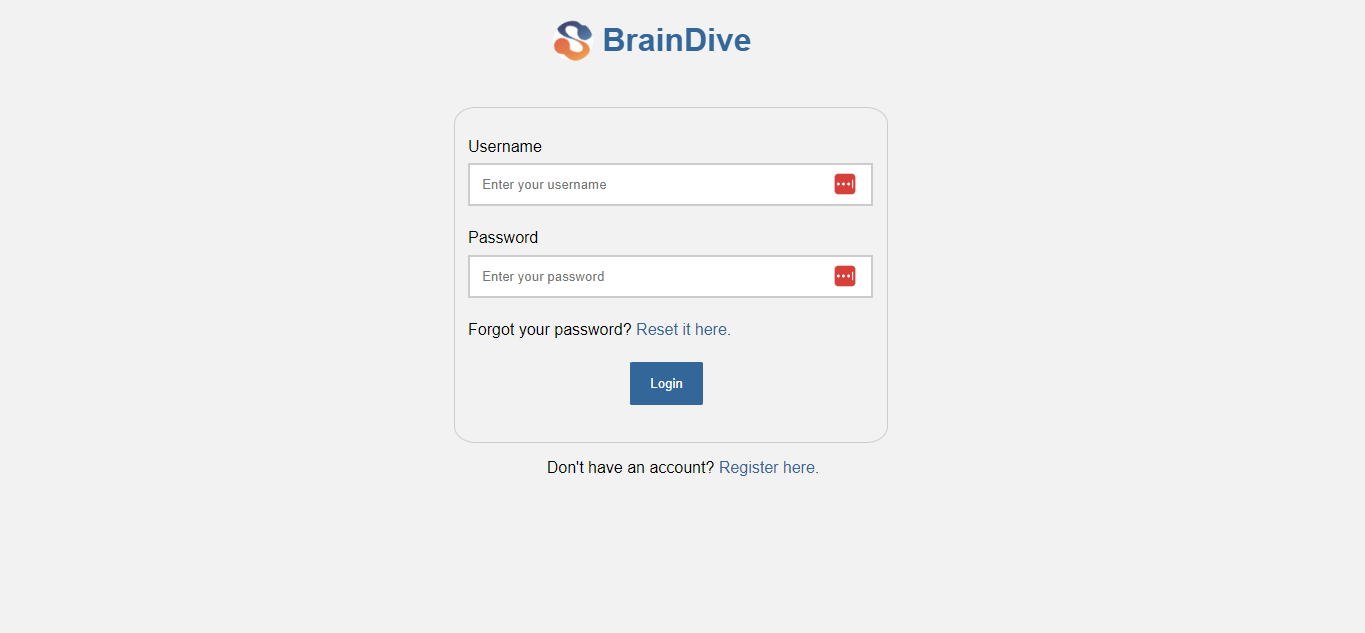 BrainDive
Username
Enter your username
Password
Enter your password
Forgot your password? Reset it here.
Login
Don't have an account? Register here.